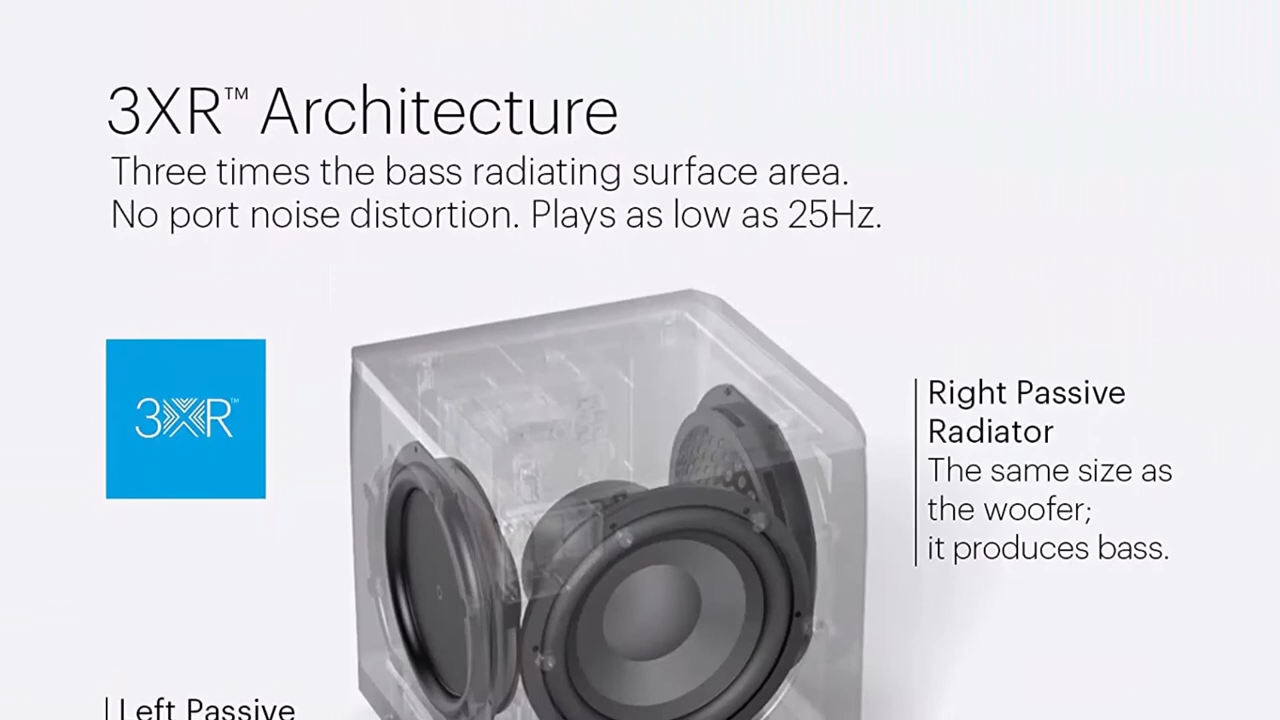 3XR™ Architecture
Three times the bass radiating surface area.
No port noise distortion. Plays as low as 25Hz.
3XR™
Right Passive
Radiator
The same size as
the woofer;
it produces bass.
Left Passive